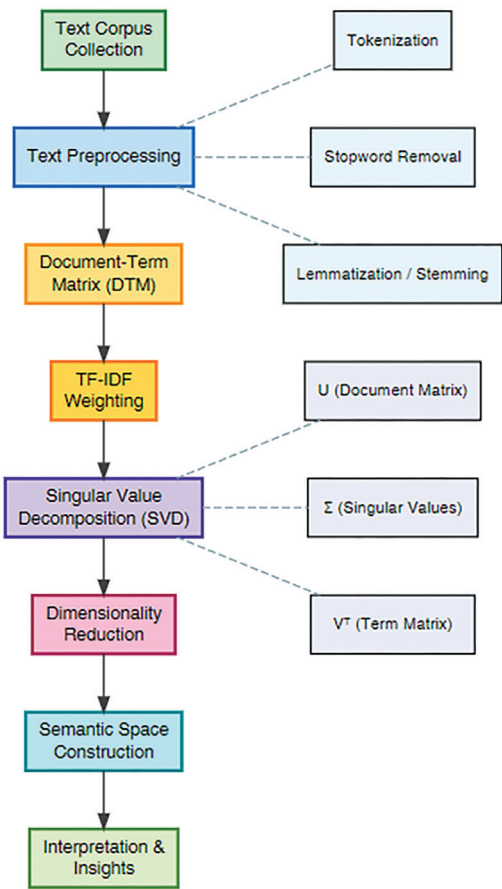 Text Corpus
Collection
Tokenization
Text Preprocessing
Stopword Removal
Document-Term
Matrix (DTM)
Lemmatization / Stemming
TF-IDF
Weighting
U (Document Matrix)
Singular Value
Decomposition (SVD)
Σ (Singular Values)
Dimensionality
Reduction
Vᵀ (Term Matrix)
Semantic Space
Construction
Interpretation &
Insights